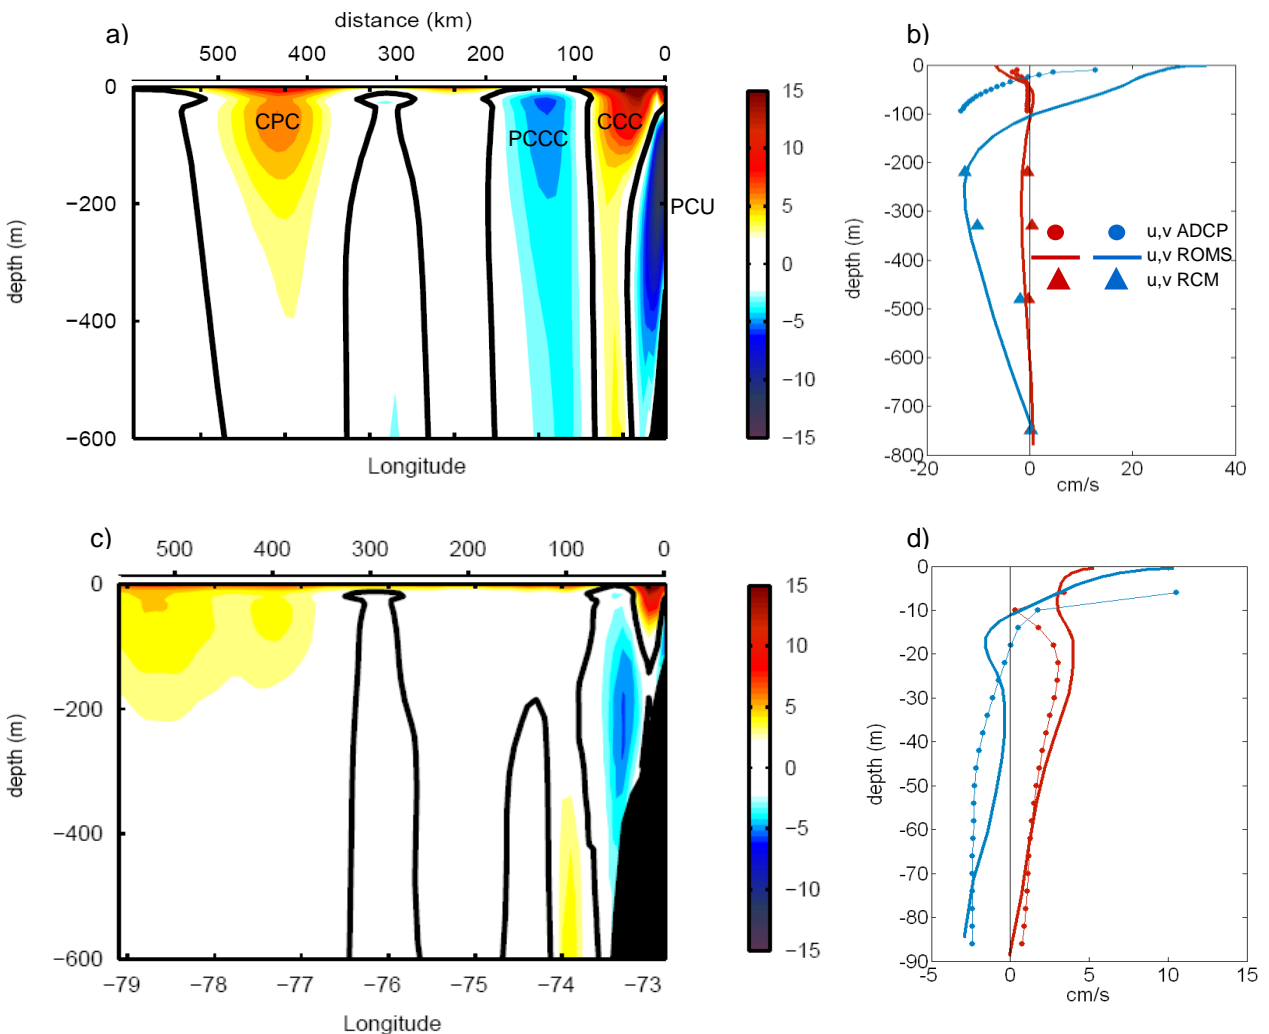 a)
distance (km)
500 400 300 200 100 0
0
−200
−400
−600
depth (m)
CPC
PCCC
CCC
PCU
Longitude
15
10
5
0
−5
−10
−15
b)
0
-100
-200
-300
-400
-500
-600
-700
-800
depth (m)
u,v ADCP
u,v ROMS
u,v RCM
-20 0 20 40
cm/s
c)
500 400 300 200 100 0
0
−200
−400
−600
depth (m)
−79 −78 −77 −76 −75 −74 −73
Longitude
15
10
5
0
−5
−10
−15
d)
0
-10
-20
-30
-40
-50
-60
-70
-80
-90
depth (m)
-5 0 5 10 15
cm/s